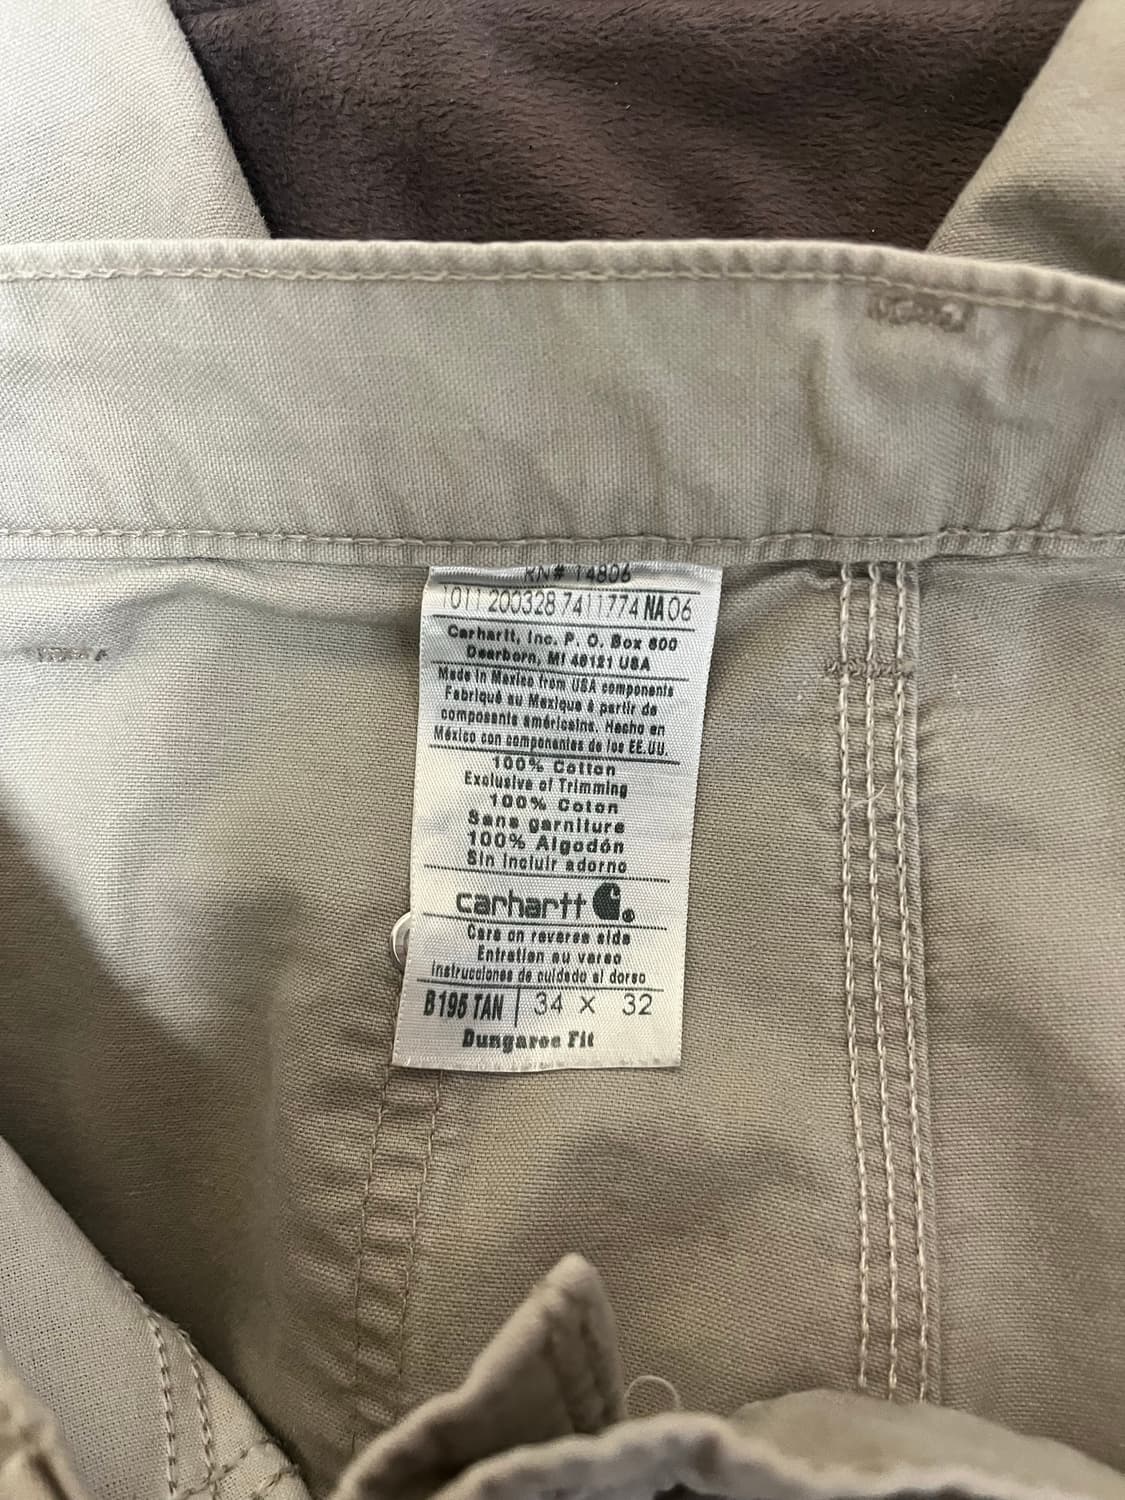 RN# 14806
1011 200328 7411774 NA06
Carhartt, Inc. P. O. Box 600
Dearborn, MI 48121 USA
Made in Mexico from USA components
Fabriqué au Mexique à partir de
composants américains. Hecho en
México con componentes de los EE.UU.
100% Cotton
Exclusive of Trimming
100% Coton
Sans garniture
100% Algodón
Sin incluir adorno
carhartt
Care on reverse side
Entretien au verso
instrucciones de cuidado al dorso
B195 TAN 34 X 32
Dungaree Fit